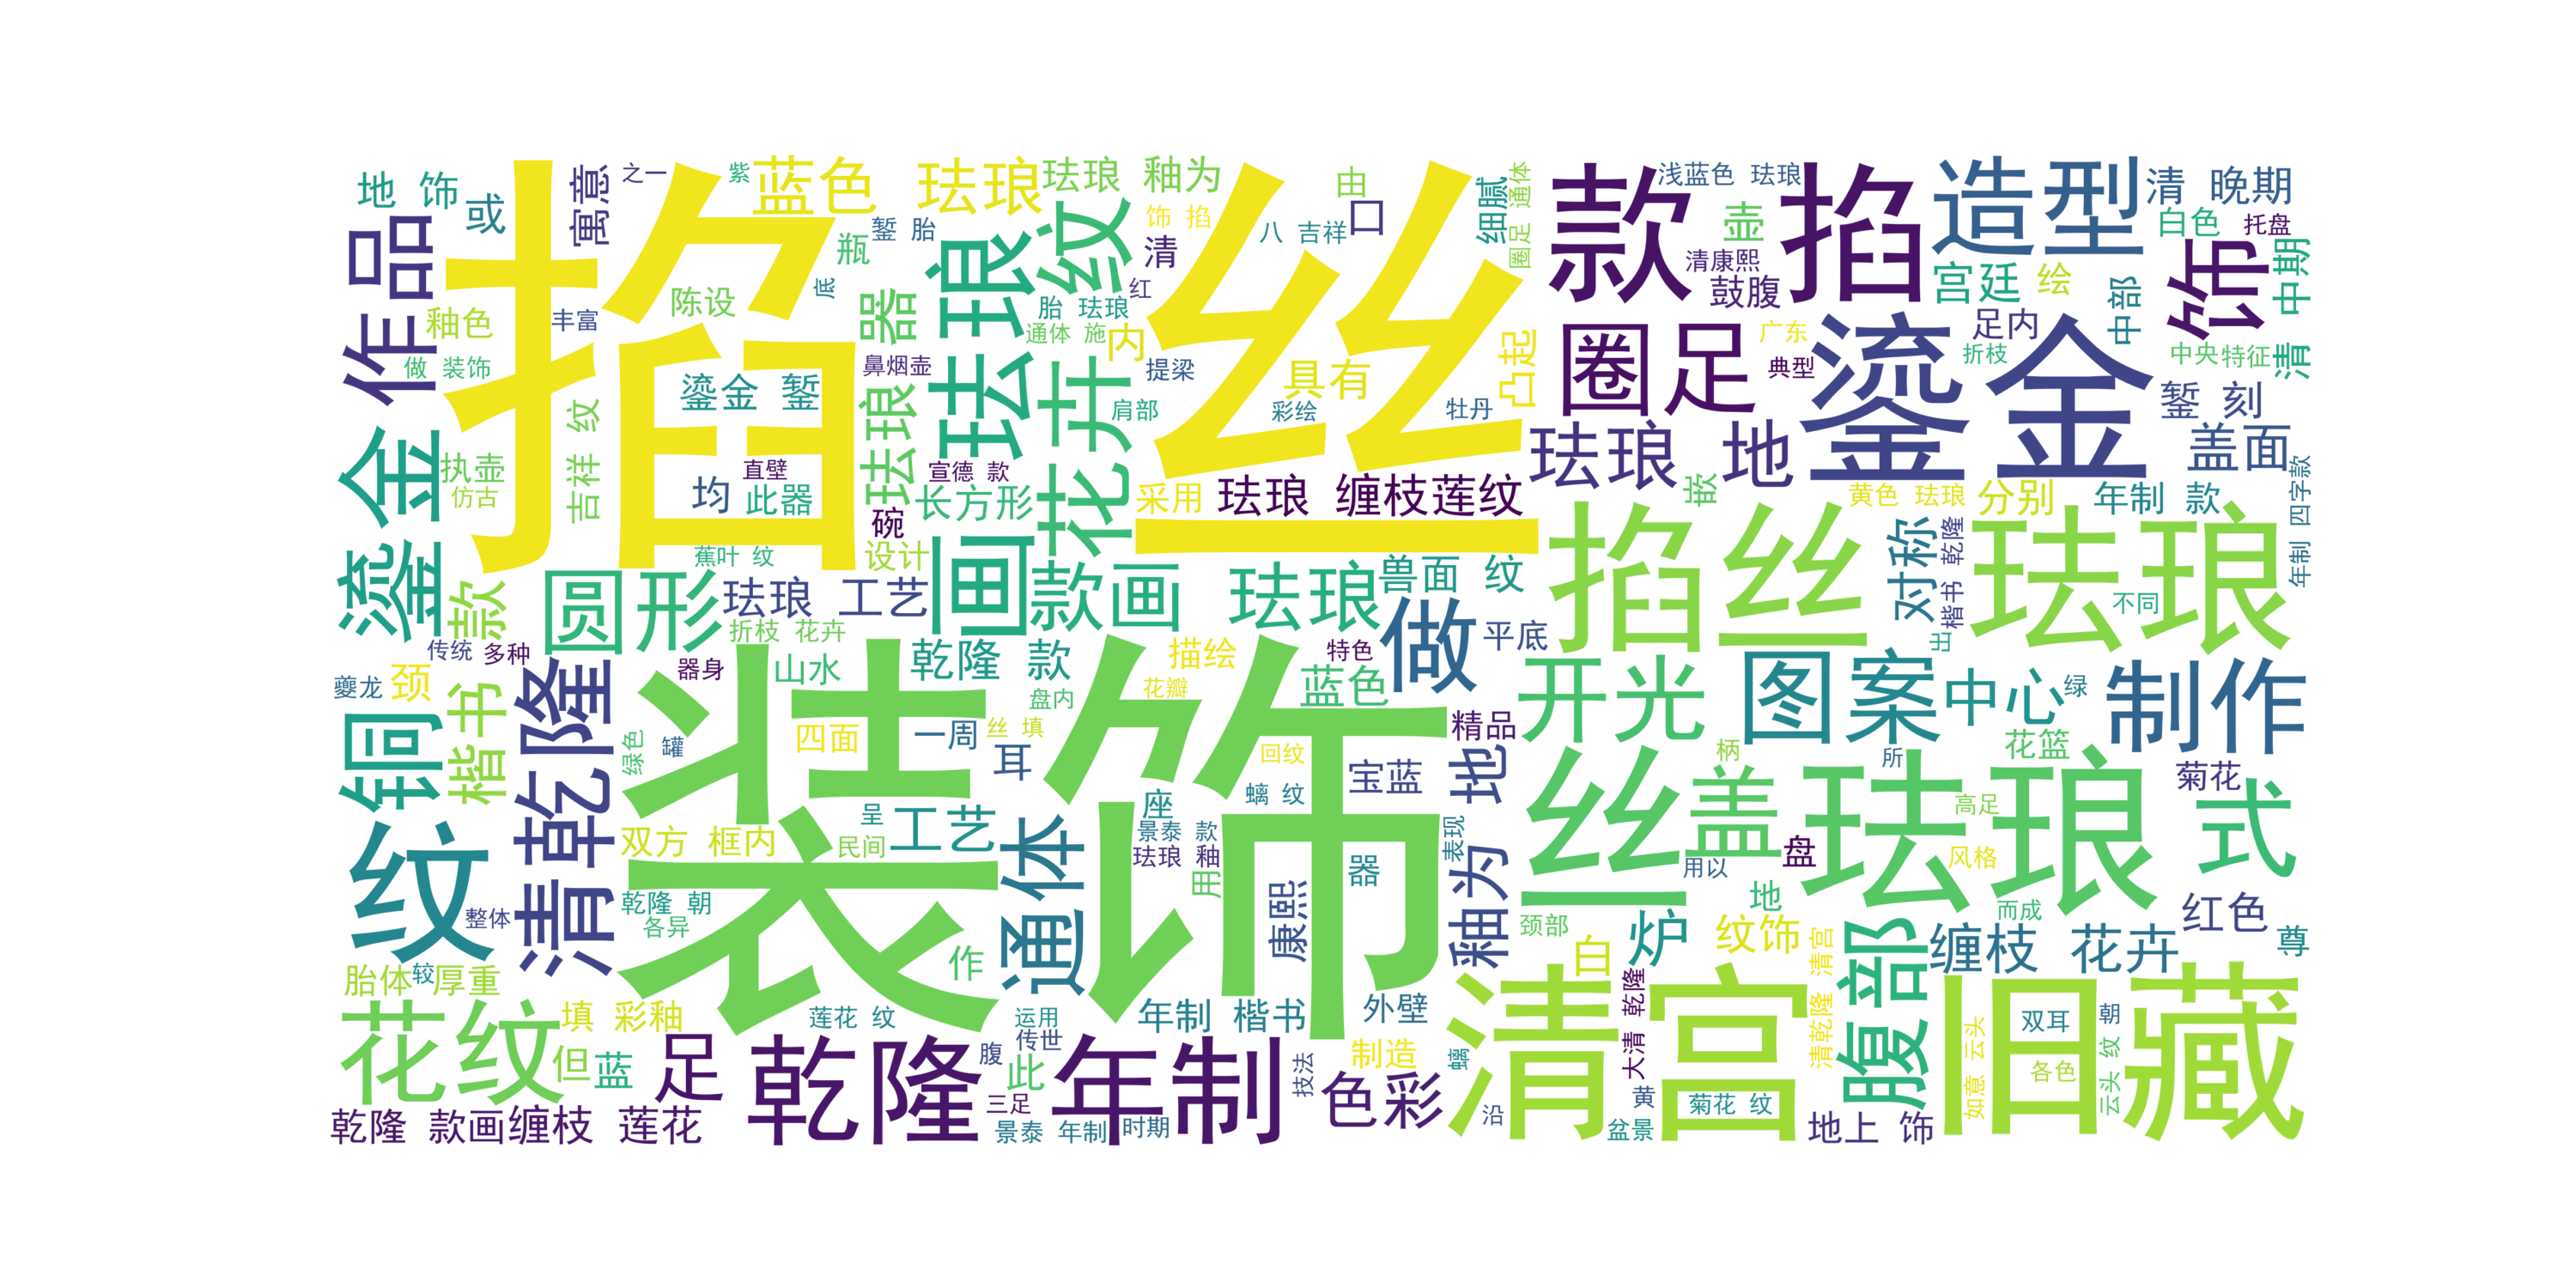 地 饰
或
寓意
之一
紫
蓝色 珐琅
珐琅 釉为
由
口
细腻
圈足 通体
款 掐
浅蓝色 珐琅
造型
清 晚期
作品
掐 丝
瓶
錾 胎
珐琅
纹
饰 掐
清
八 吉祥
壶
清康熙
白色
托盘
饰
清 中期
釉色
丰富
陈设
底
器
胎 珐琅
红
通体 施
内
鼓腹
宫廷
绘
中部
做 装饰
鎏金 錾
鼻烟壶
珐琅
花卉
提梁
具有
凸起
圈足
广东
典型
鎏金
足内
折枝
中央
特征
吉祥 纹
肩部
彩绘
牡丹
錾 刻
鎏金
执壶
仿古
均
直壁
此器
宣德 款
碗
长方形
采用
珐琅 缠枝莲纹
珐琅 地
嵌
盖面
黄色 珐琅
分别
年制 款
年制 四字款
蕉叶 纹
设计
画
款画 珐琅
兽面 纹
掐丝 珐琅
对称
楷书 乾隆
不同
款
圆形
珐琅 工艺
折枝 花卉
做
平底
出
传统
多种
器身
山水
乾隆 款
描绘
特色
夔龙
颈
楷书
清乾隆
盘内
花瓣
蓝色
精品
开光
图案
中心
绿
制作
铜
绿色
罐
四面
一周
丝 填
耳
装饰
回纹
宝蓝
釉为 地
丝 珐琅
柄
所
花篮
菊花
螭 纹
座
呈
工艺
通体
景泰 款
珐琅 釉
用
器
表现
盖
盘
高足
风格
式
纹
双方 框内
民间
用以
整体
乾隆 朝
各异
康熙
颈部
地
而成
红色
作
白
炉
纹饰
清乾隆 清宫
腹部
缠枝 花卉
尊
胎体
较
厚重
花纹
填 彩釉
莲花 纹
运用
传世
年制 楷书
外壁
清宫 旧藏
大清 乾隆
如意 云头
双耳
朝
云头 纹
各色
但
蓝
足
乾隆 年制
腹
此
三足
技法
制造
色彩
螭
沿
黄
菊花 纹
盆景
地上 饰
乾隆 款画
缠枝 莲花
景泰 年制
时期